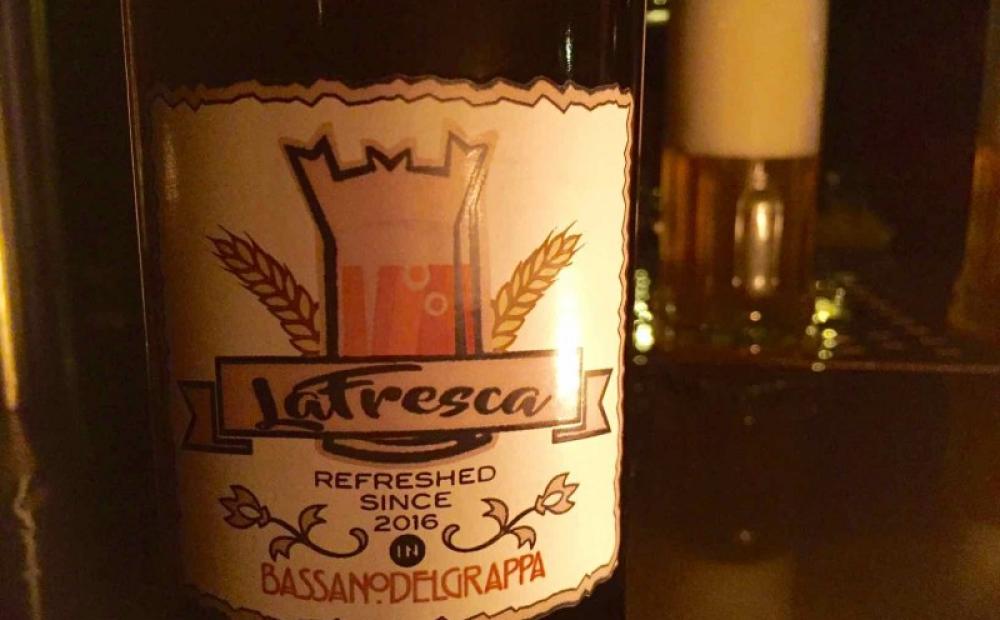 LaFresca
REFRESHED
SINCE
2016
IN
BASSANO DEL GRAPPA